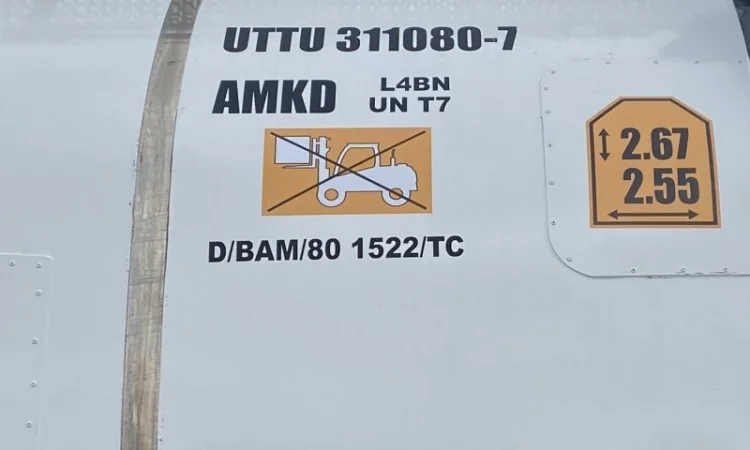 UTTU 311080-7
AMKD
L4BN
UN T7
D/BAM/80 1522/TC
2.67
2.55